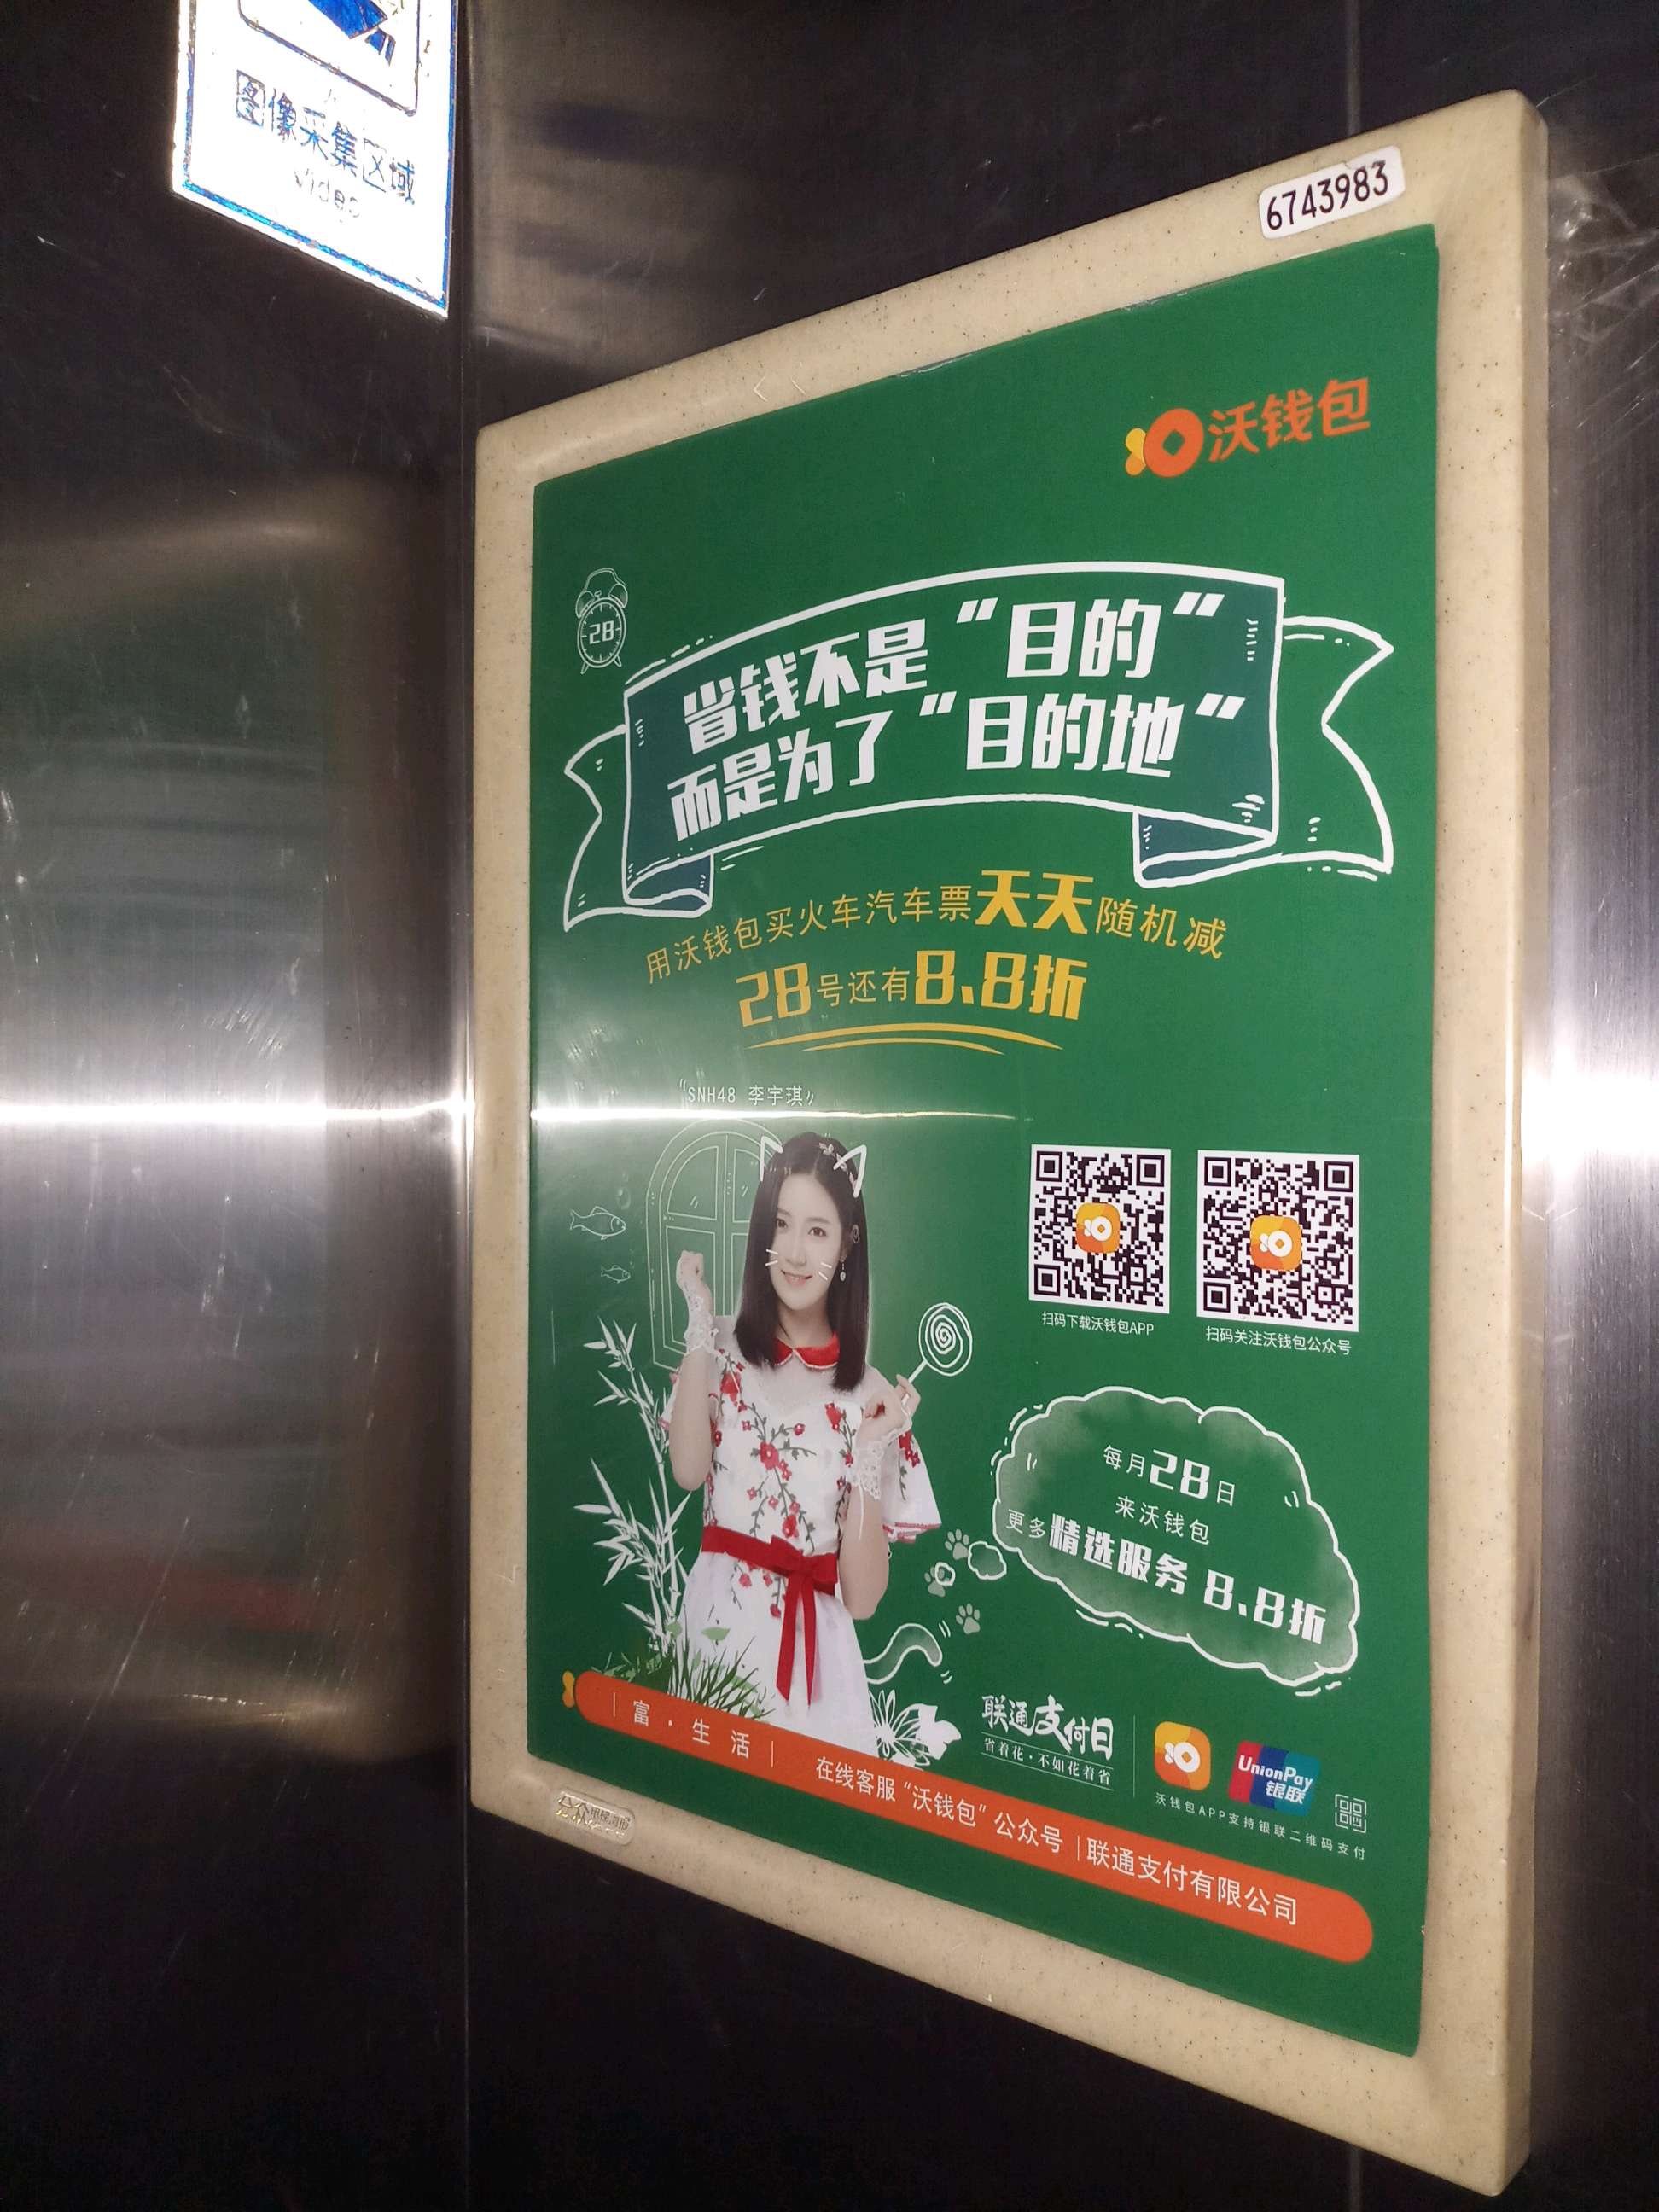 图像采集区域
Video
6743983
沃钱包
28
省钱不是“目的”
而是为了“目的地”
用沃钱包买火车汽车票天天随机减
28号还有8、8折
“SNH48 李宇琪”
扫码下载沃钱包APP
扫码关注沃钱包公众号
每月28日
来沃钱包
更多精选服务 8、8折
联通支付日
省着花·不如花着省
UnionPay
银联
沃钱包APP支持银联二维码支付
|富·生活|
在线客服“沃钱包”公众号|联通支付有限公司
公众电梯海报